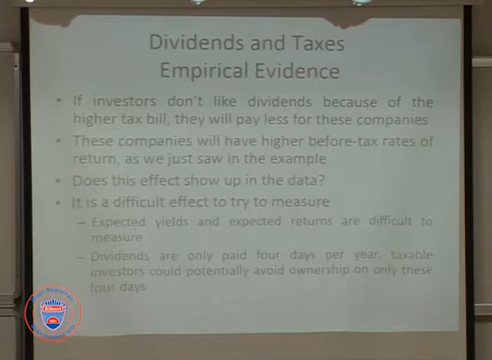 Dividends and Taxes
Empirical Evidence
• If investors don't like dividends because of the
higher tax bill, they will pay less for these companies
• These companies will have higher before-tax rates of
return, as we just saw in the example
• Does this effect show up in the data?
• It is a difficult effect to try to measure
– Expected yields and expected returns are difficult to
measure
– Dividends are only paid four days per year, taxable
investors could potentially avoid ownership on only these
four days